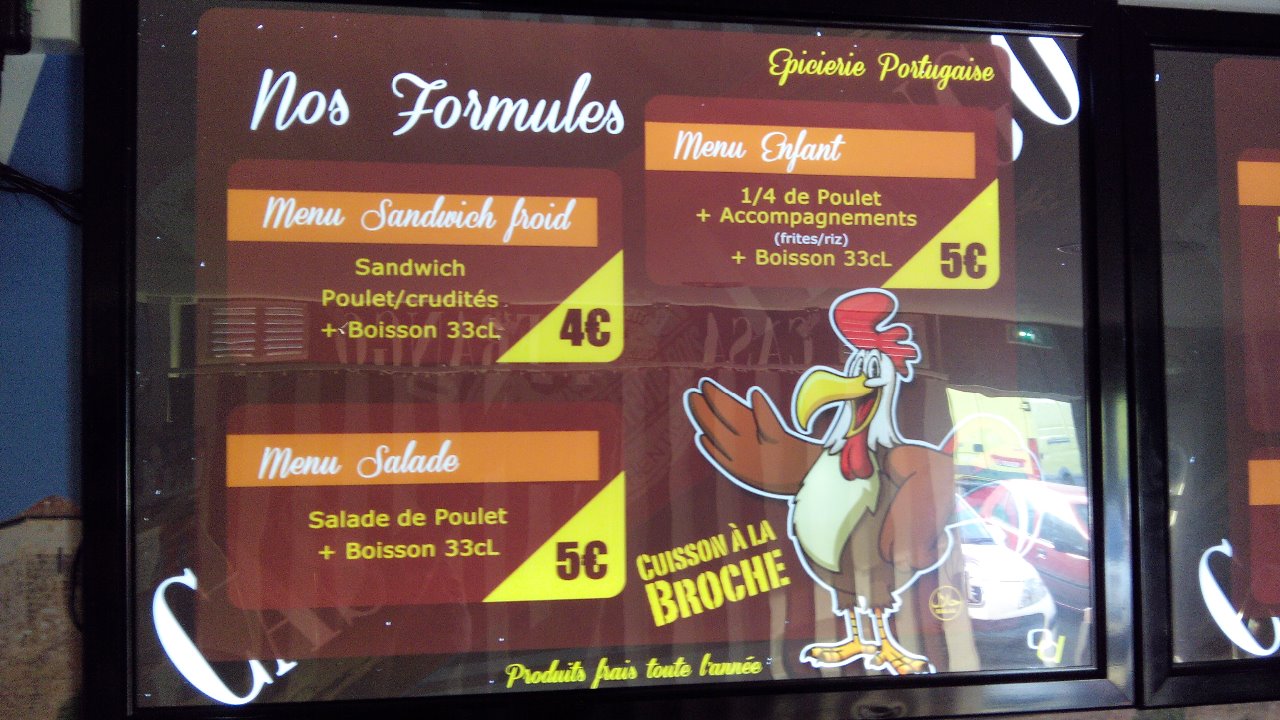 Epicierie Portugaise
Nos Formules
Menu Sandwich froid
Sandwich
Poulet/crudités
+ Boisson 33cL
4€
Menu Enfant
1/4 de Poulet
+ Accompagnements
(frites/riz)
+ Boisson 33cL
5€
Menu Salade
Salade de Poulet
+ Boisson 33cL
5€
CUISSON À LA
BROCHE
Produits frais toute l'année